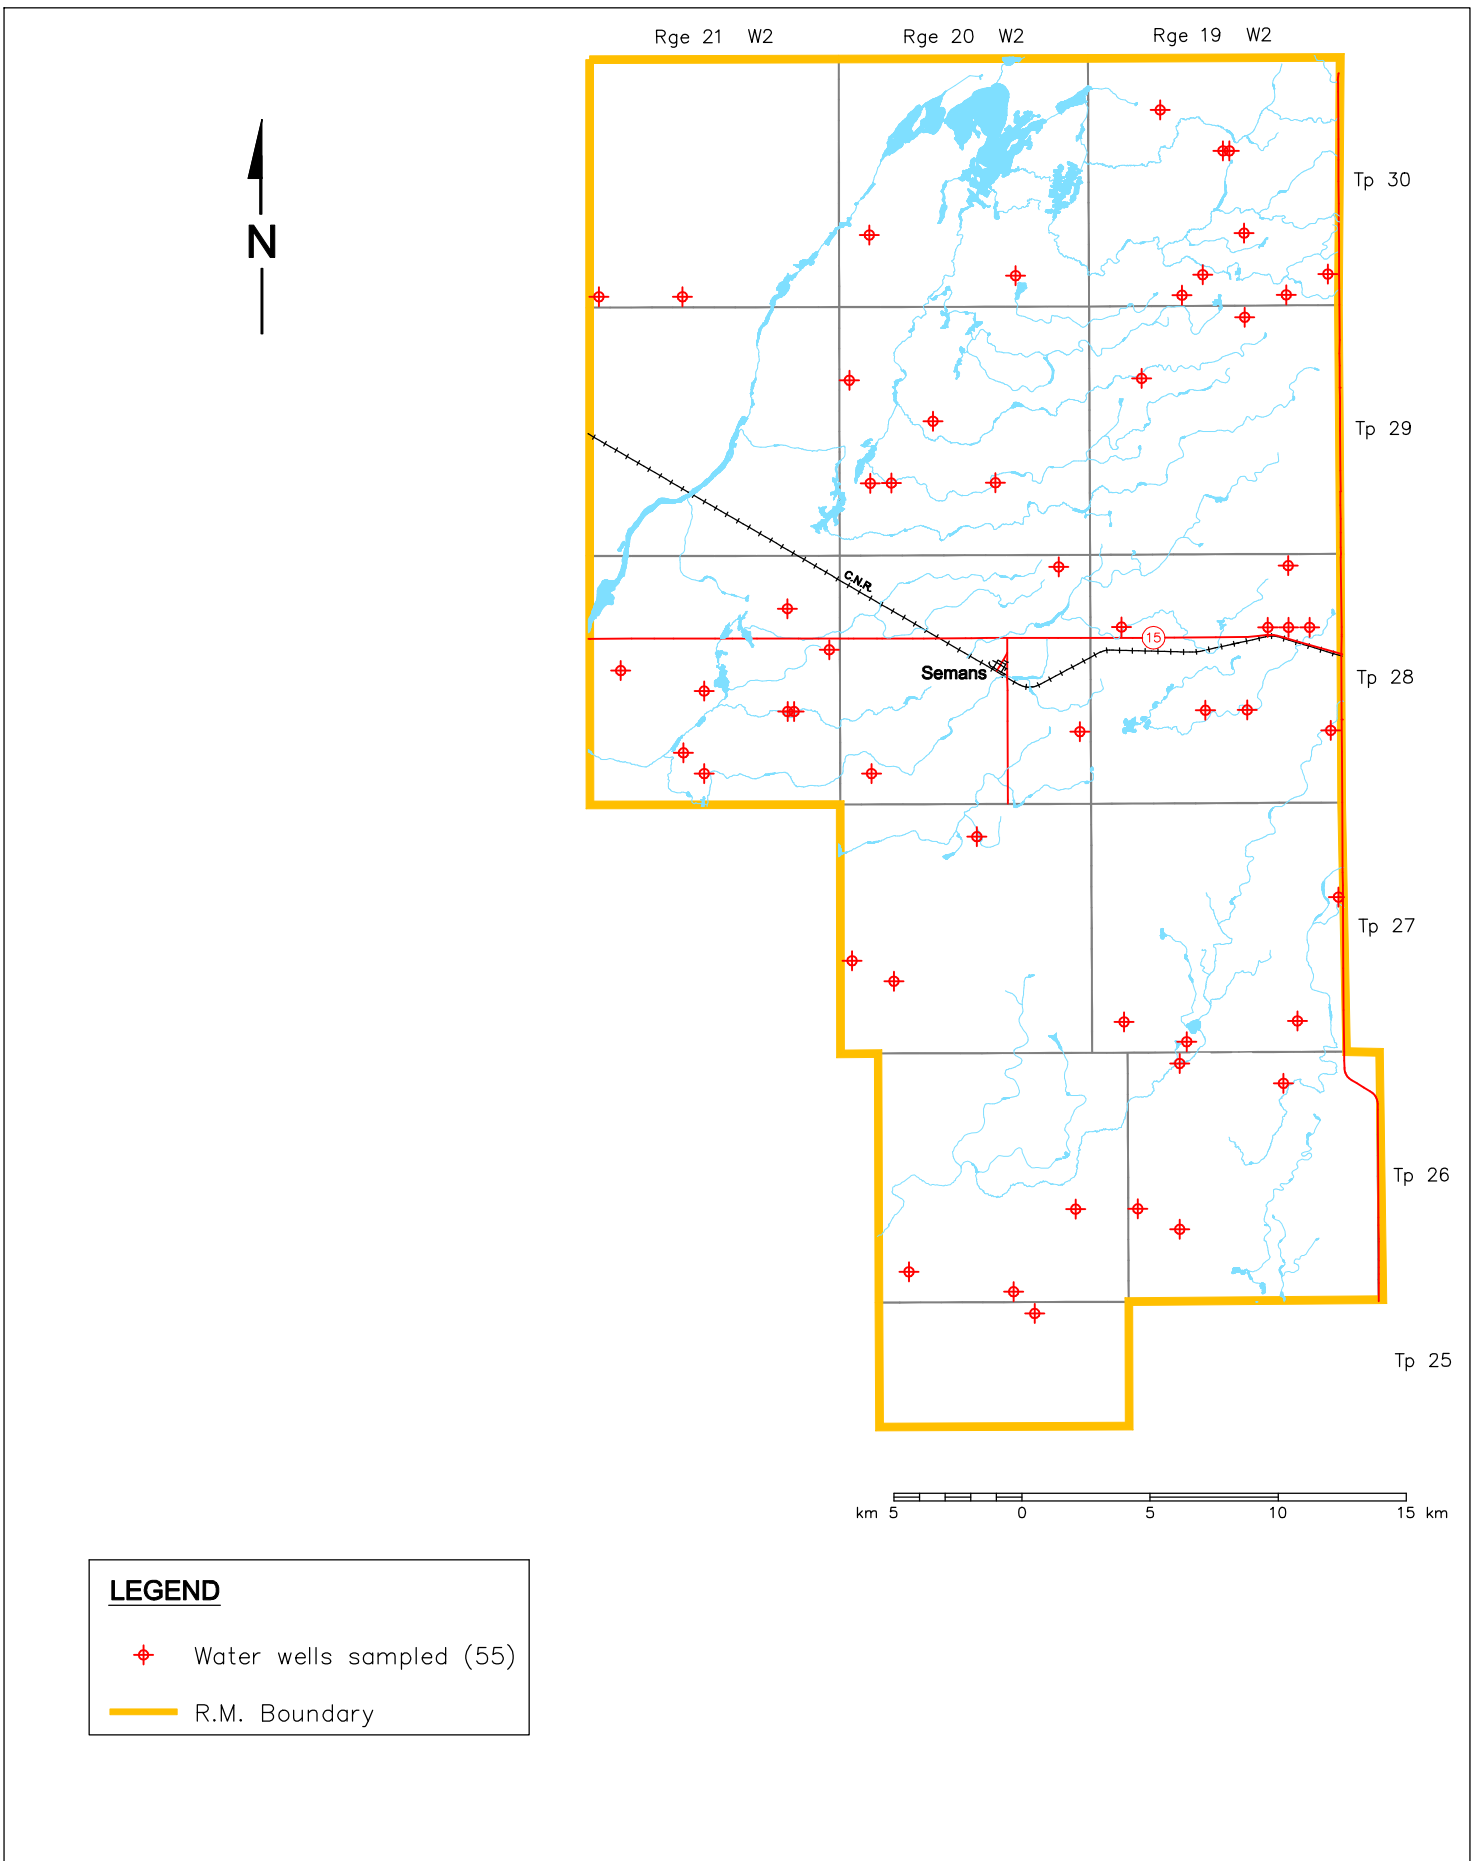 Rge 21 W2
Rge 20 W2
Rge 19 W2
Tp 30
N
Tp 29
C.N.R.
15
Semans
Tp 28
Tp 27
Tp 26
Tp 25
km 5 0 5 10 15 km
LEGEND
Water wells sampled (55)
R.M. Boundary